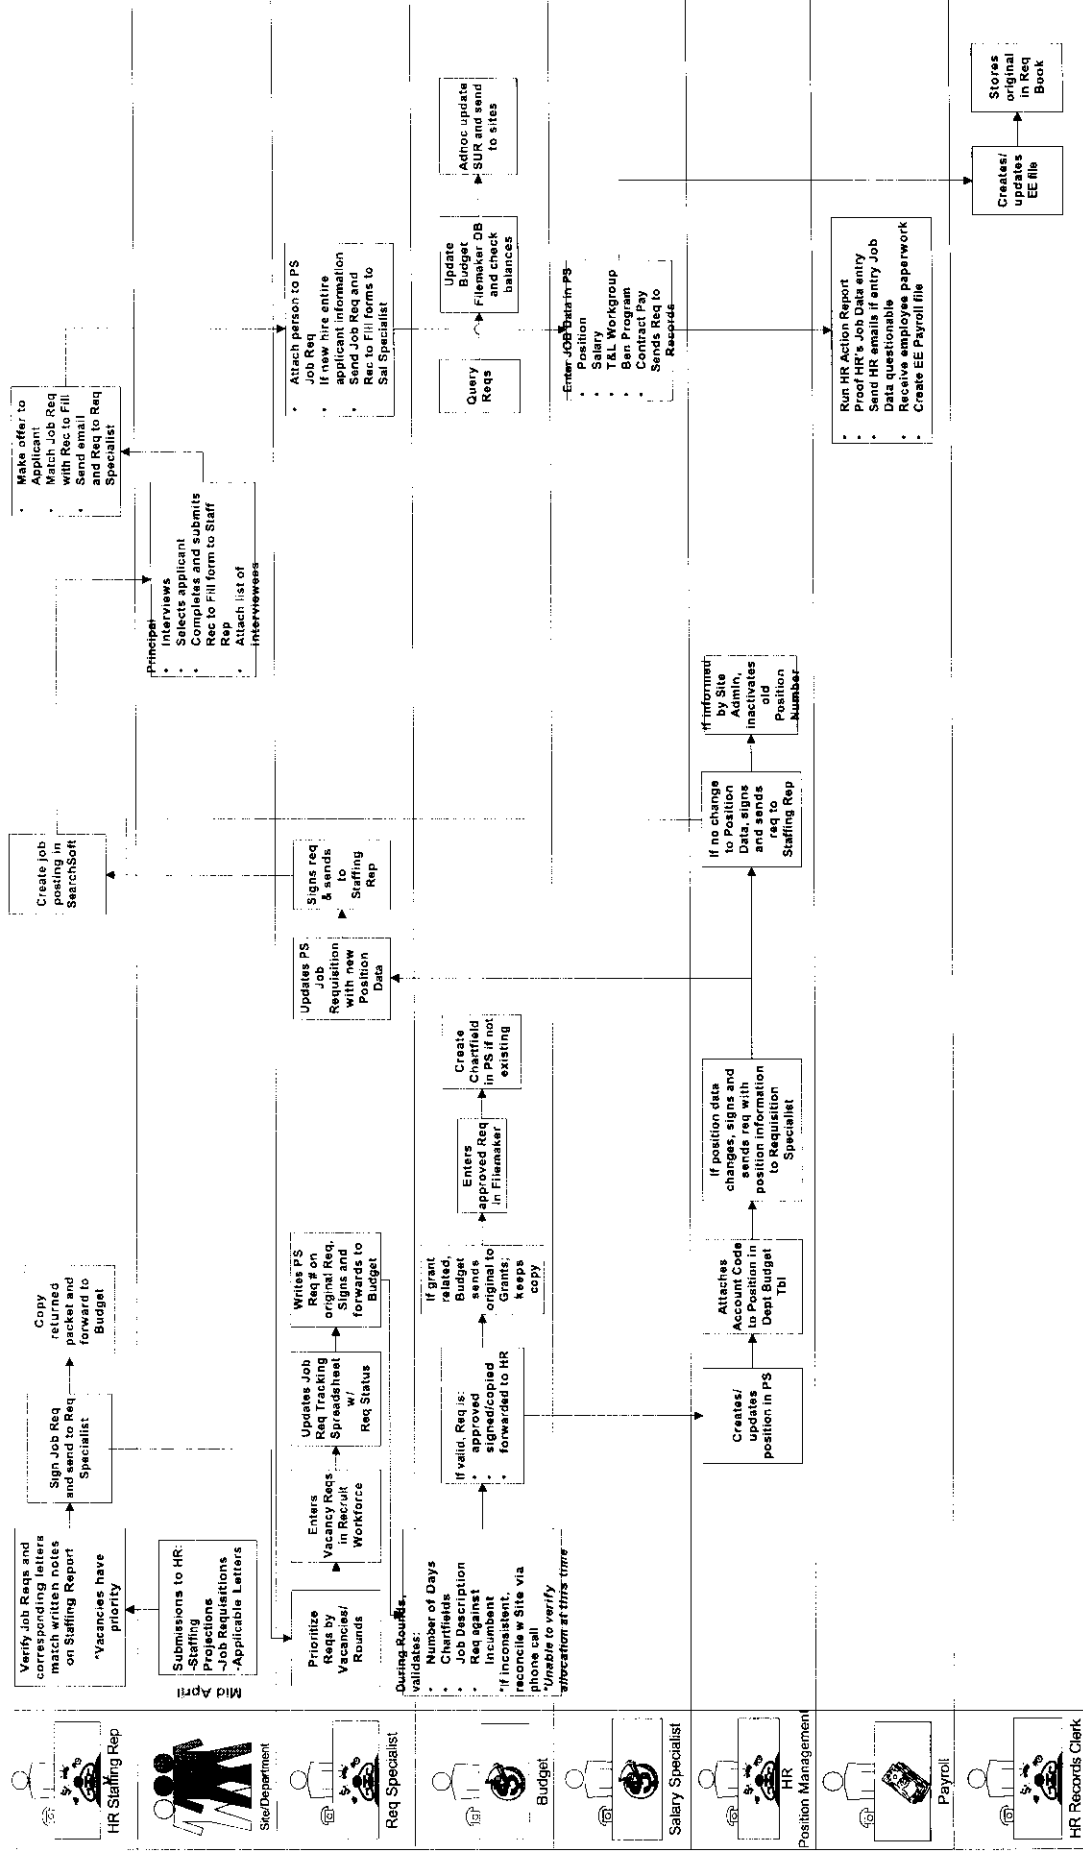 HR Staffing Rep
Verify Job Reqs and
corresponding letters
match written notes
on Staffing Report
*Vacancies have
priority
Sign Job Req
and send to Req
Specialist
Copy
returned
packet and
forward to
Budget
Create job
posting in
SearchSoft
• Make offer to
Applicant
• Match Job Req
with Rec to Fill
• Send email
and Req to Req
Specialist
Site/Department
Mid April
Submissions to HR:
-Staffing
Projections
-Job Requisitions
-Applicable Letters
Principal
• Interviews
• Selects applicant
• Completes and submits
Rec to Fill form to Staff
Rep
• Attach list of
Interviewees
Req Specialist
Prioritize
Reqs by
Vacancies/
Rounds
Enters
Vacancy Reqs
in Recruit
Workforce
Updates Job
Req Tracking
Spreadsheet
w/
Req Status
Writes PS
Req # on
original Req,
Signs and
forwards to
Budget
Updates PS
Job
Requisition
with new
Position
Data
Signs req
& sends
to
Staffing
Rep
• Attach person to PS
Job Req
• If new hire entire
applicant information
• Send Job Req and
Rec to Fill forms to
Sal Specialist
Budget
During Rounds,
validates:
• Number of Days
• Chartfields
• Job Description
• Req against
Incumbent
*If inconsistent,
reconcile w Site via
phone call
*Unable to verify
allocation at this time
If valid, Req is:
• approved
• signed/copied
• forwarded to HR
If grant
related,
Budget
sends
original to
Grants;
keeps
copy
Enters
approved Req
in Filemaker
Create
Chartfield
in PS if not
existing
Query
Reqs
Update
Budget
Filemaker DB
and check
balances
Adhoc update
SUR and send
to sites
Salary Specialist
Enter JOB Data in PS
• Position
• Salary
• T&L Workgroup
• Ben Program
• Contract Pay
Sends Req to
Records
HR
Position Management
Creates/
updates
position in PS
Attaches
Account Code
to Position in
Dept Budget
Tbl
If position data
changes, signs and
sends req with
position information
to Requisition
Specialist
If no change
to Position
Data, signs
and sends
req to
Staffing Rep
If informed
by Site
Admin,
inactivates
old
Position
Number
Payroll
• Run HR Action Report
• Proof HR's Job Data entry
• Send HR emails if entry Job
Data questionable
• Receive employee paperwork
• Create EE Payroll file
HR Records Clerk
Creates/
updates
EE file
Stores
original
in Req
Book